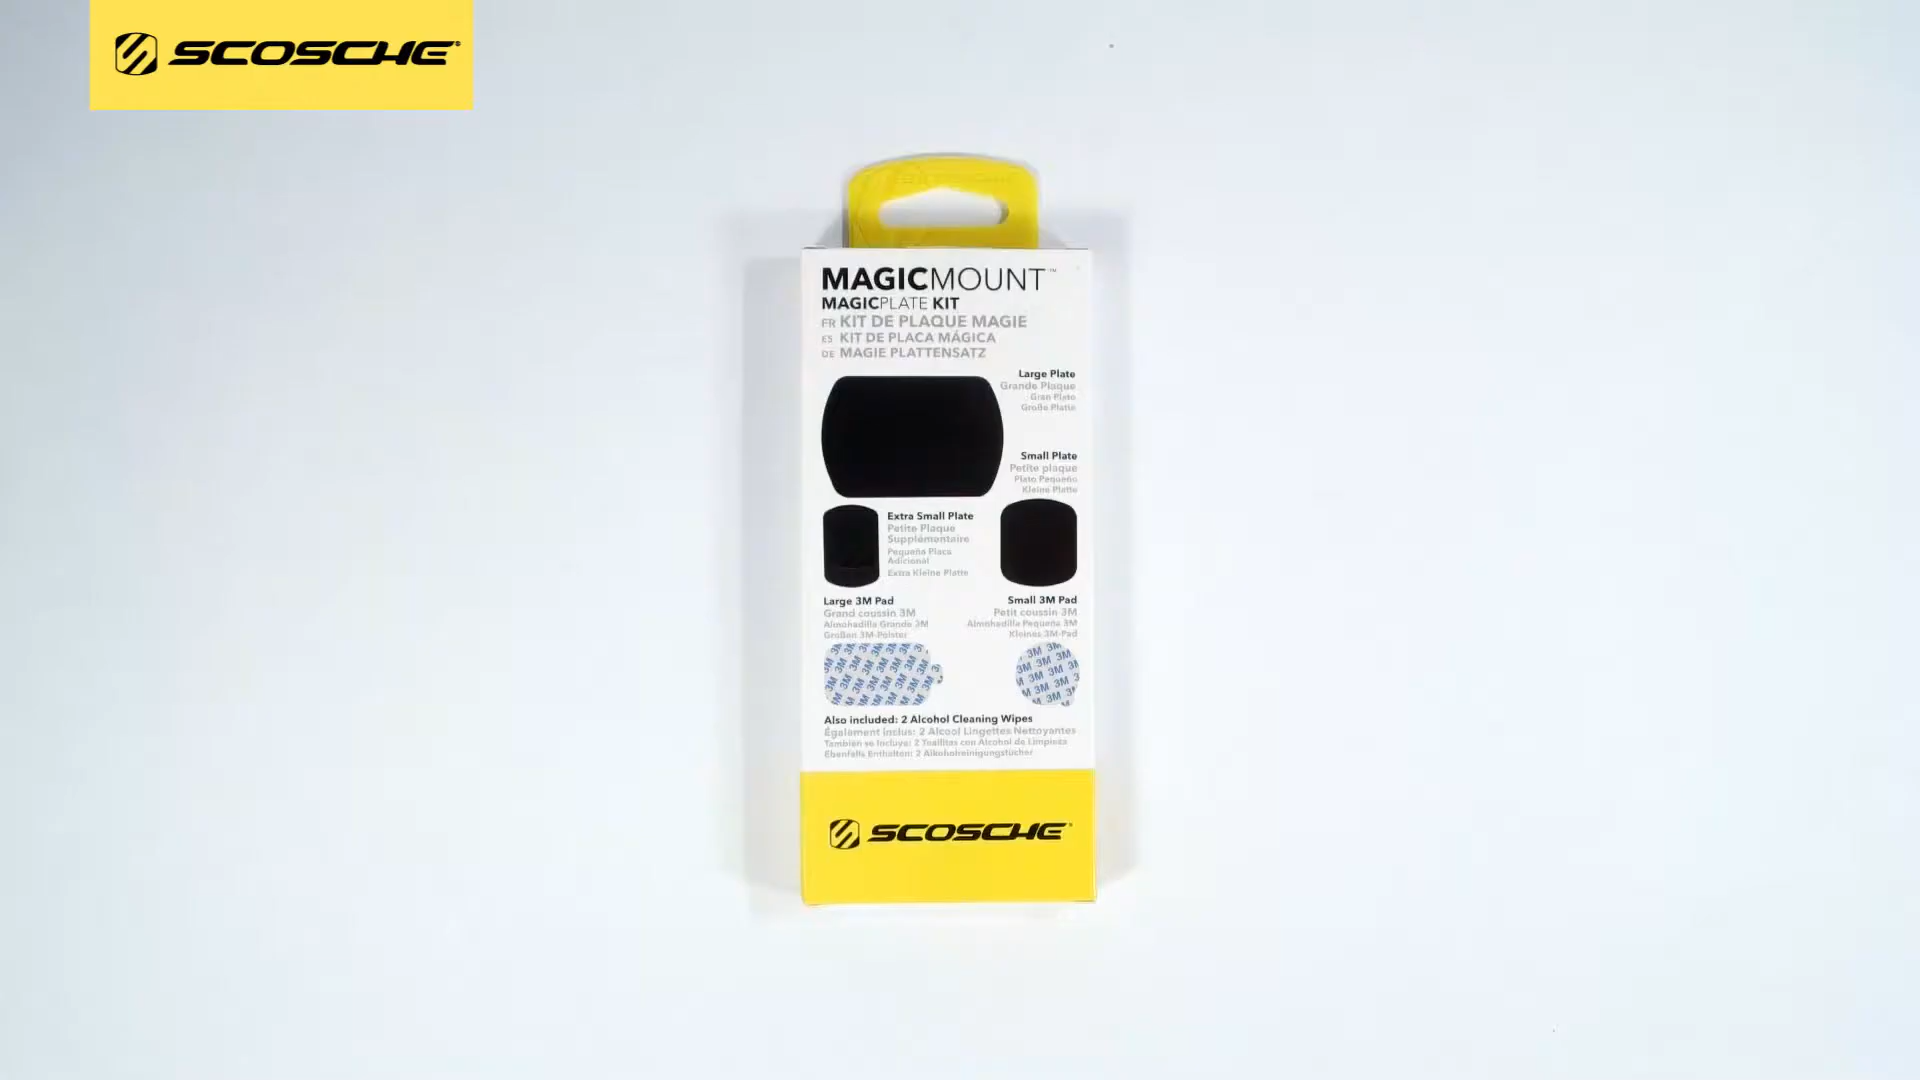 SCOSCHE
MAGICMOUNT™
MAGICPLATE KIT
FR KIT DE PLAQUE MAGIE
ES KIT DE PLACA MÁGICA
DE MAGIE PLATTENSATZ
Large Plate
Grande Plaque
Gran Plato
Große Platte
Small Plate
Petite plaque
Plato Pequeño
Kleine Platte
Extra Small Plate
Petite Plaque
Supplémentaire
Pequeña Placa
Adicional
Extra Kleine Platte
Large 3M Pad
Grand coussin 3M
Almohadilla Grande 3M
Großen 3M-Polster
Small 3M Pad
Petit coussin 3M
Almohadilla Pequeña 3M
Kleines 3M-Pad
Also included: 2 Alcohol Cleaning Wipes
Également Inclus: 2 Alcool Lingettes Nettoyantes
También se Incluye: 2 Toallitas con Alcohol de Limpieza
Ebenfalls Enthalten: 2 Alkoholreinigungstücher
SCOSCHE